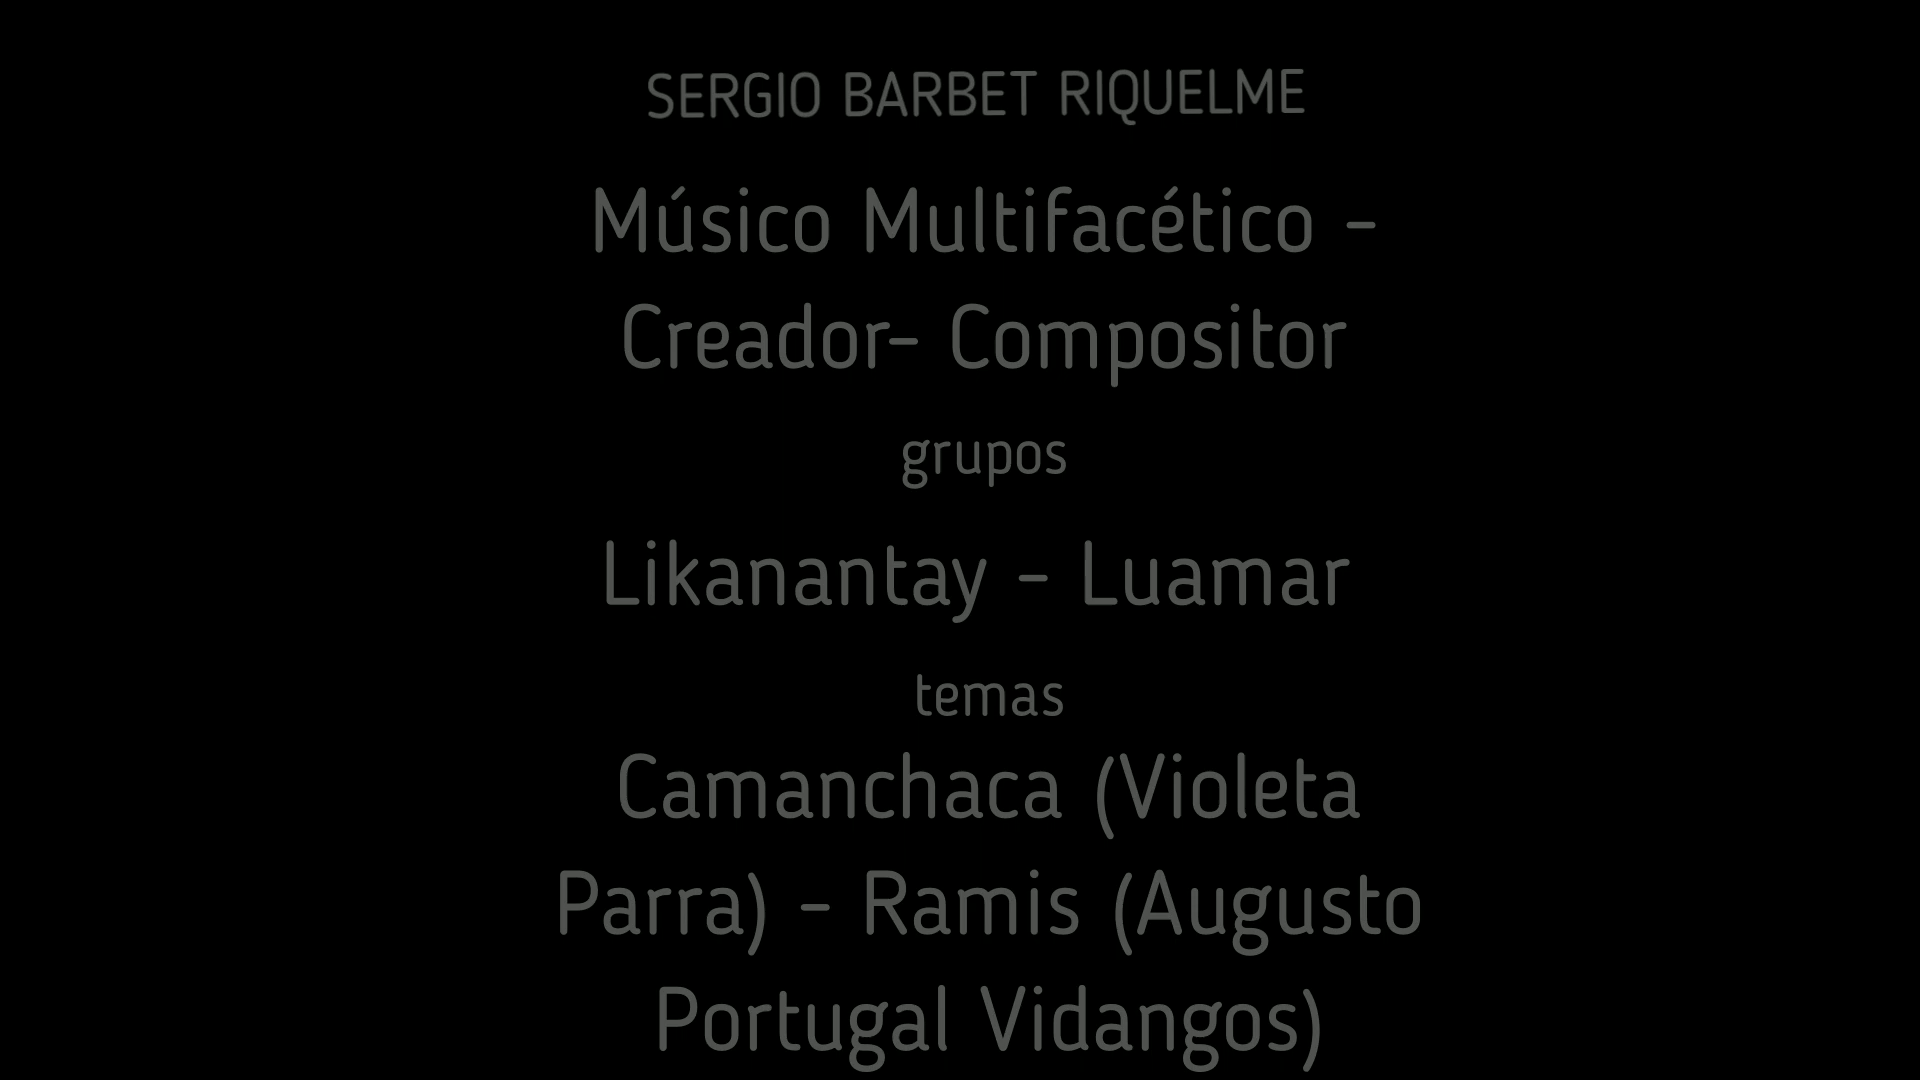 SERGIO BARBET RIQUELME
Músico Multifacético -
Creador- Compositor
grupos
Likanantay - Luamar
temas
Camanchaca (Violeta
Parra) - Ramis (Augusto
Portugal Vidangos)